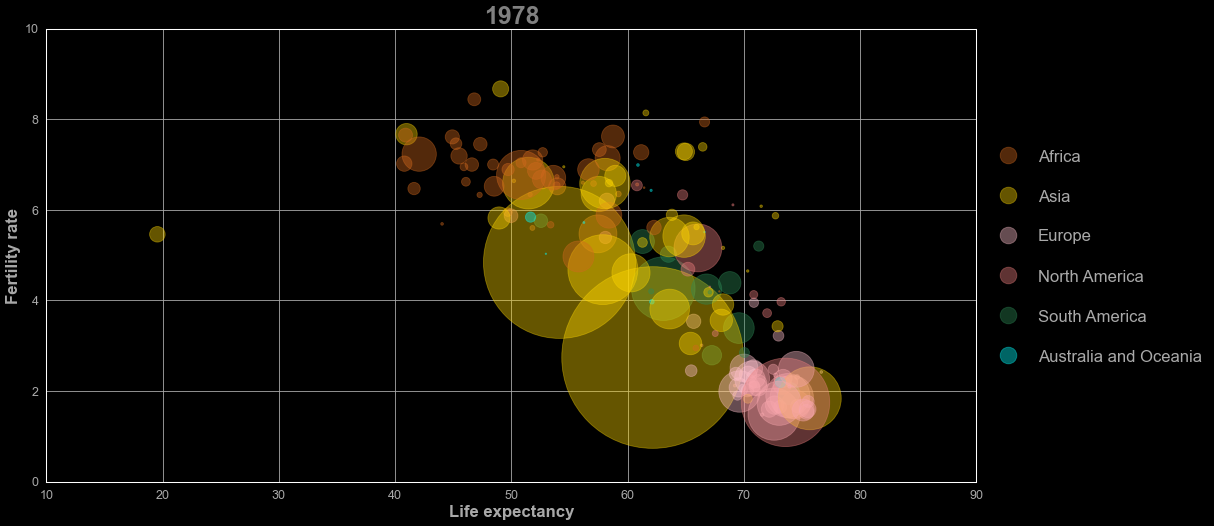 1978
10
8
6
4
2
0
Fertility rate
10
20
30
40
50
60
70
80
90
Life expectancy
Africa
Asia
Europe
North America
South America
Australia and Oceania